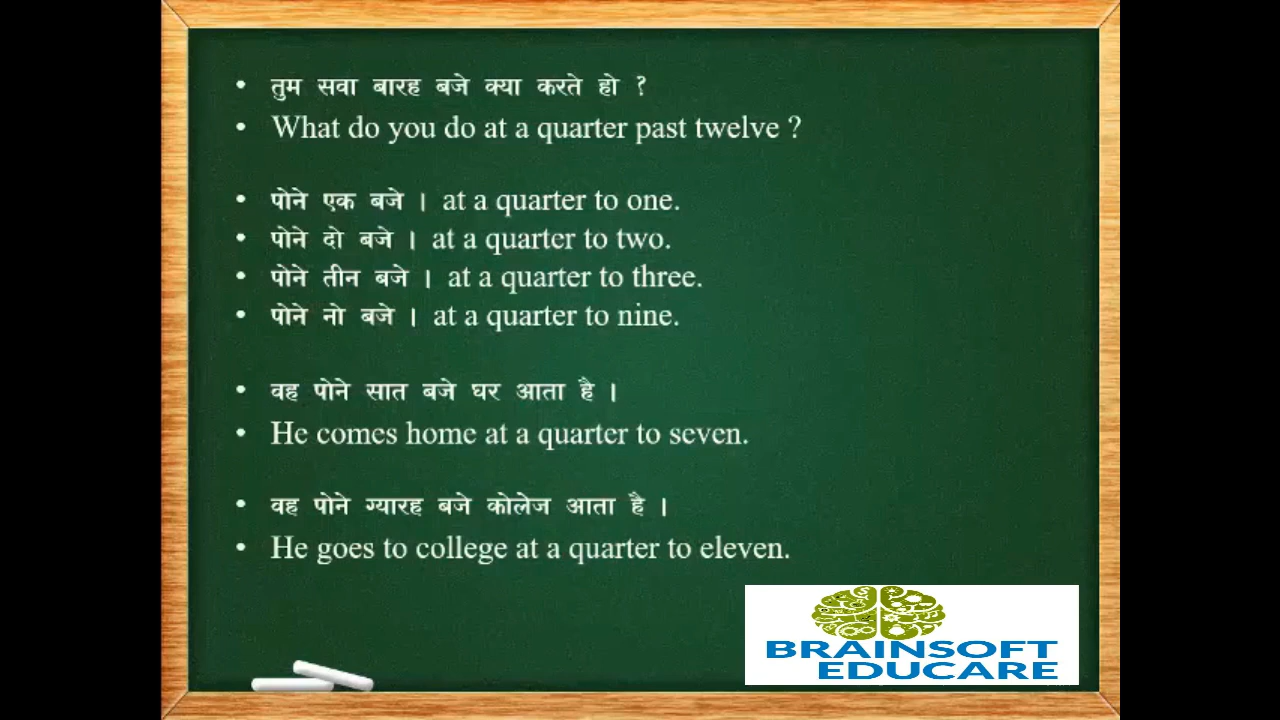 • तुम सवा बारह बजे क्या करते हो ?
• What do you do at a quarter past twelve ?
• पोने एक बजे । at a quarter to one.
• पोने दो बजे । at a quarter to two.
• पोने तीन बजे । at a quarter to three.
• पोने नो बजे । at a quarter to nine.
• वह पोने सात बजे घर आता है ।
• He comes home at a quarter to seven.
• वह पोने ग्यारह बजे कोलेज आता है ।
• He goes to college at a quarter to eleven.
BRAINSOFT
EDUCARE